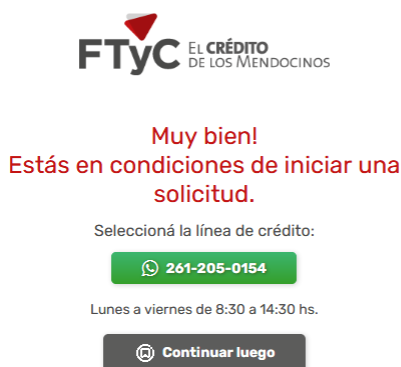 FTyC EL CRÉDITO
DE LOS MENDOCINOS
Muy bien!
Estás en condiciones de iniciar una
solicitud.
Seleccioná la línea de crédito:
261-205-0154
Lunes a viernes de 8:30 a 14:30 hs.
Continuar luego